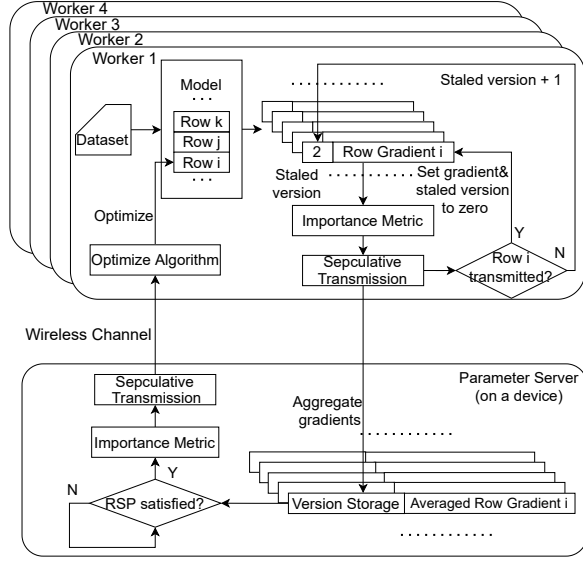 Worker 4
Worker 3
Worker 2
Worker 1
Model
Staled version + 1
Dataset
Row k
Row j
Row i
2
Row Gradient i
Staled
version
Set gradient&
staled version
to zero
Optimize
Importance Metric
Y
N
Optimize Algorithm
Sepculative
Transmission
Row i
transmitted?
Wireless Channel
Sepculative
Transmission
Parameter Server
(on a device)
Aggregate
gradients
Importance Metric
Y
N
RSP satisfied?
Version Storage
Averaged Row Gradient i